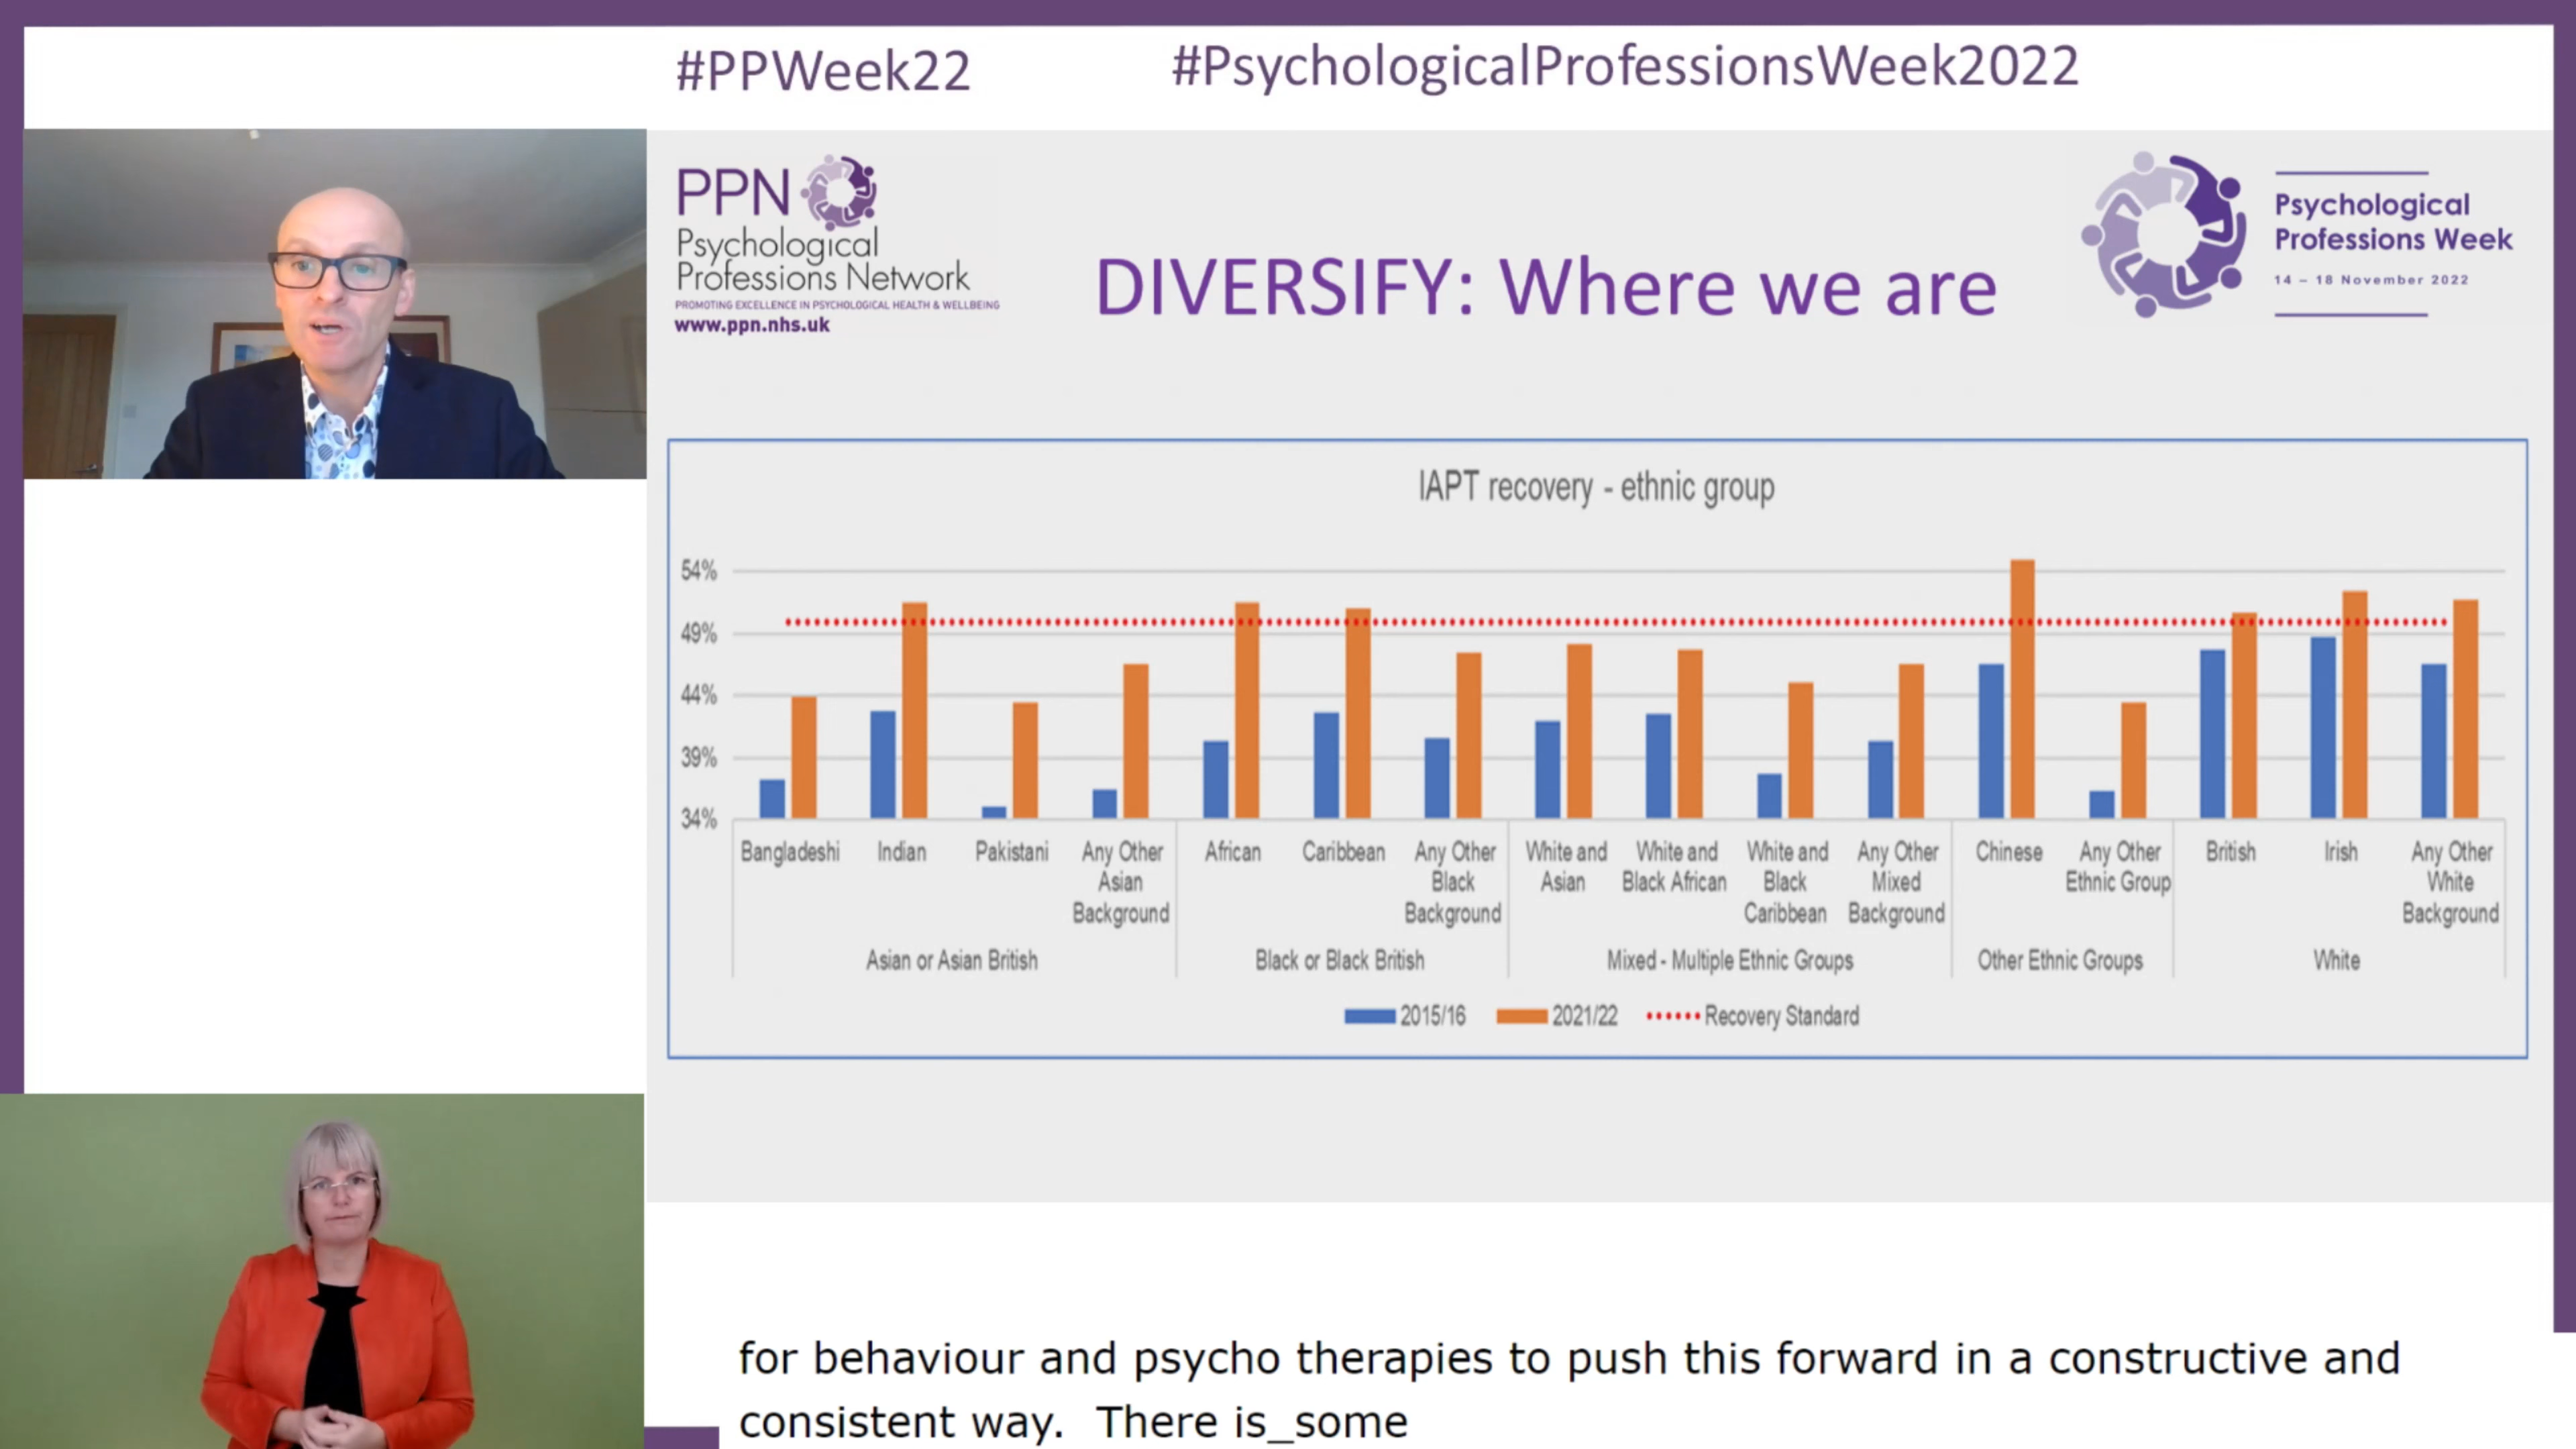 #PPWeek22
#PsychologicalProfessionsWeek2022
PPN
Psychological
Professions Network
PROMOTING EXCELLENCE IN PSYCHOLOGICAL HEALTH & WELLBEING
www.ppn.nhs.uk
DIVERSIFY: Where we are
Psychological
Professions Week
14 – 18 November 2022
IAPT recovery - ethnic group
54%
49%
44%
39%
34%
Bangladeshi
Indian
Pakistani
Any Other
Asian
Background
African
Caribbean
Any Other
Black
Background
White and
Asian
White and
Black African
White and
Black
Caribbean
Any Other
Mixed
Background
Chinese
Any Other
Ethnic Group
British
Irish
Any Other
White
Background
Asian or Asian British
Black or Black British
Mixed - Multiple Ethnic Groups
Other Ethnic Groups
White
2015/16
2021/22
Recovery Standard
for behaviour and psycho therapies to push this forward in a constructive and
consistent way.  There is_some